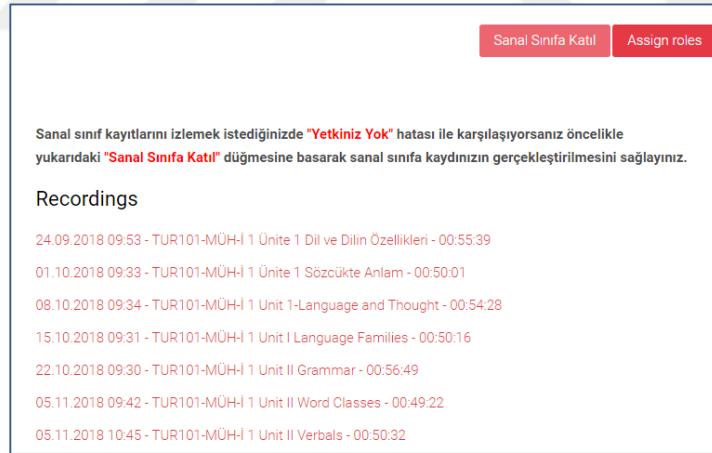 Sanal Sınıfa Katıl Assign roles
Sanal sınıf kayıtlarını izlemek istediğinizde "Yetkiniz Yok" hatası ile karşılaşıyorsanız öncelikle
yukarıdaki "Sanal Sınıfa Katıl" düğmesine basarak sanal sınıfa kaydınızın gerçekleştirilmesini sağlayınız.
Recordings
24.09.2018 09:53 - TUR101-MÜH-İ 1 Ünite 1 Dil ve Dilin Özellikleri - 00:55:39
01.10.2018 09:33 - TUR101-MÜH-İ 1 Ünite 1 Sözcükte Anlam - 00:50:01
08.10.2018 09:34 - TUR101-MÜH-İ 1 Unit 1-Language and Thought - 00:54:28
15.10.2018 09:31 - TUR101-MÜH-İ 1 Unit I Language Families - 00:50:16
22.10.2018 09:30 - TUR101-MÜH-İ 1 Unit II Grammar - 00:56:49
05.11.2018 09:42 - TUR101-MÜH-İ 1 Unit II Word Classes - 00:49:22
05.11.2018 10:45 - TUR101-MÜH-İ 1 Unit II Verbals - 00:50:32